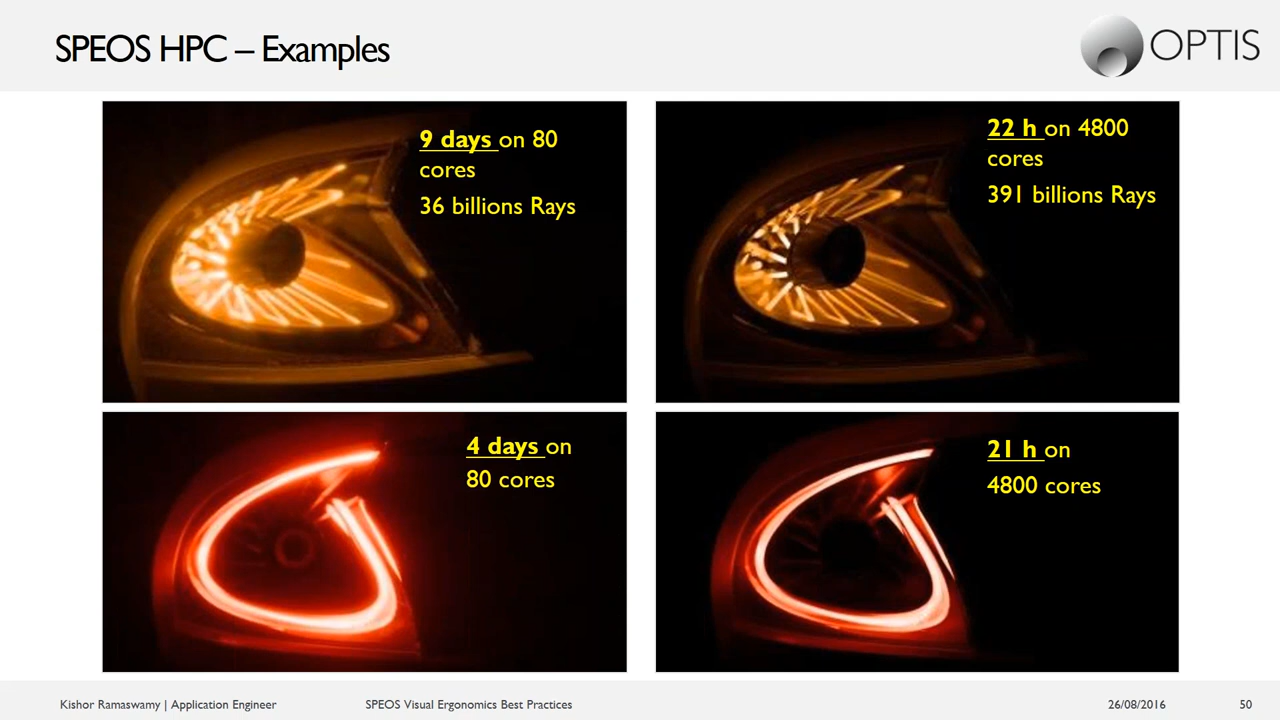 SPEOS HPC – Examples
OPTIS
9 days on 80
cores
36 billions Rays
22 h on 4800
cores
391 billions Rays
4 days on
80 cores
21 h on
4800 cores
Kishor Ramaswamy | Application Engineer
SPEOS Visual Ergonomics Best Practices
26/08/2016
50